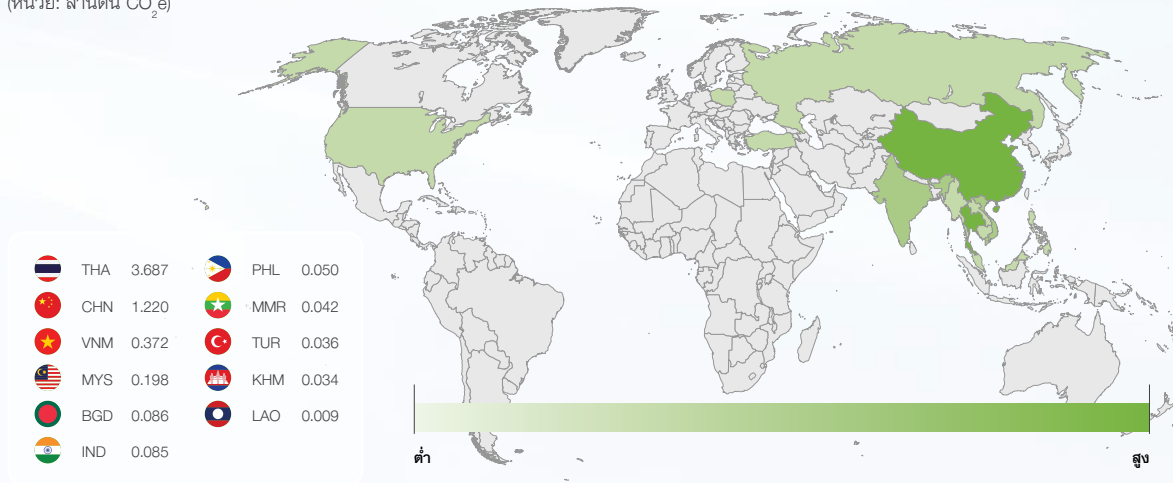 (หน่วย: ล้านตัน CO2e)
THA 3.687
CHN 1.220
VNM 0.372
MYS 0.198
BGD 0.086
IND 0.085
PHL 0.050
MMR 0.042
TUR 0.036
KHM 0.034
LAO 0.009
ต่ำ
สูง